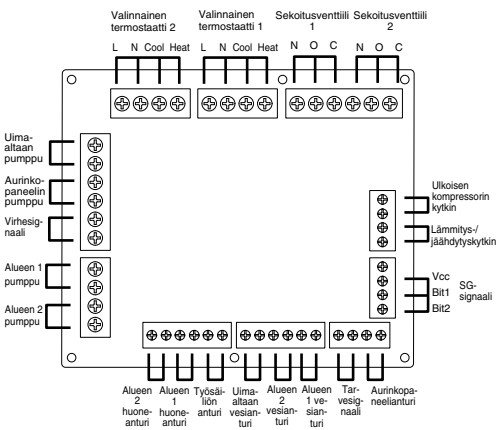 Valinnainen
termostaatti 2
Valinnainen
termostaatti 1
Sekoitusventtiili
1
Sekoitusventtiili
2
L N Cool Heat
L N Cool Heat
N O C
N O C
Uima-
altaan
pumppu
Aurinko-
paneelin
pumppu
Virhesig-
naali
Alueen 1
pumppu
Alueen 2
pumppu
Ulkoisen
kompressorin
kytkin
Lämmitys-/
jäähdytyskytkin
Vcc
Bit1
Bit2
SG-
signaali
Alueen
2
huone-
anturi
Alueen
1
huone-
anturi
Työsäi-
liön
anturi
Uima-
altaan
vesian-
turi
Alueen
2
vesian-
turi
Alueen
1 ve-
sian-
turi
Tar-
vesig-
naali
Aurinkopa-
neelianturi